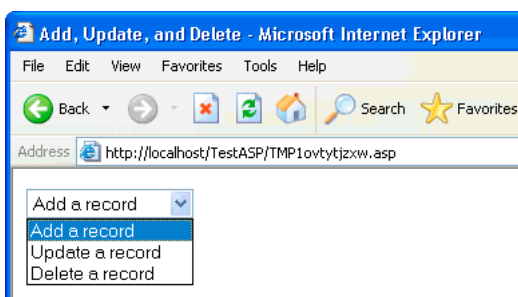 Add, Update, and Delete - Microsoft Internet Explorer
File Edit View Favorites Tools Help
Back Search Favorites
Address http://localhost/TestASP/TMP1ovtytjzxw.asp
Add a record
Add a record
Update a record
Delete a record